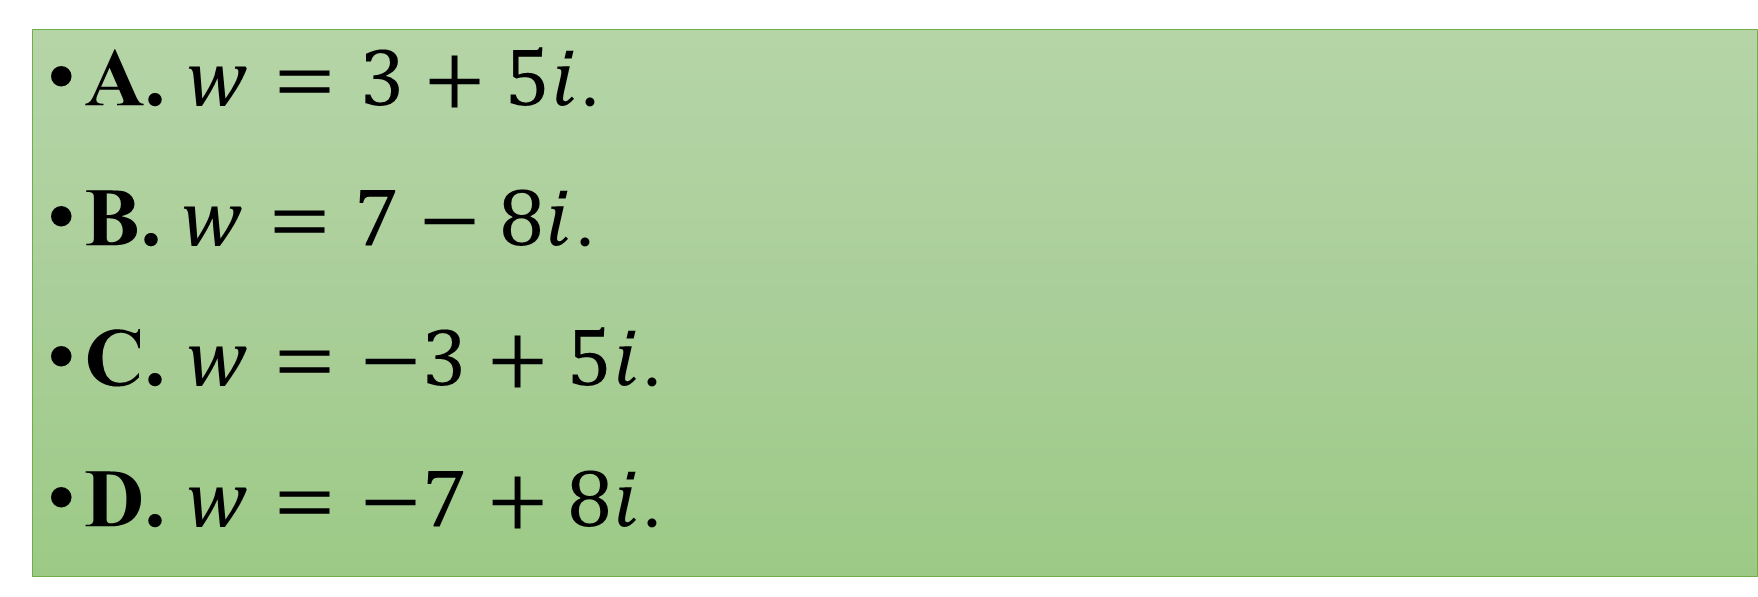 • A. w = 3 + 5i.
• B. w = 7 − 8i.
• C. w = −3 + 5i.
• D. w = −7 + 8i.